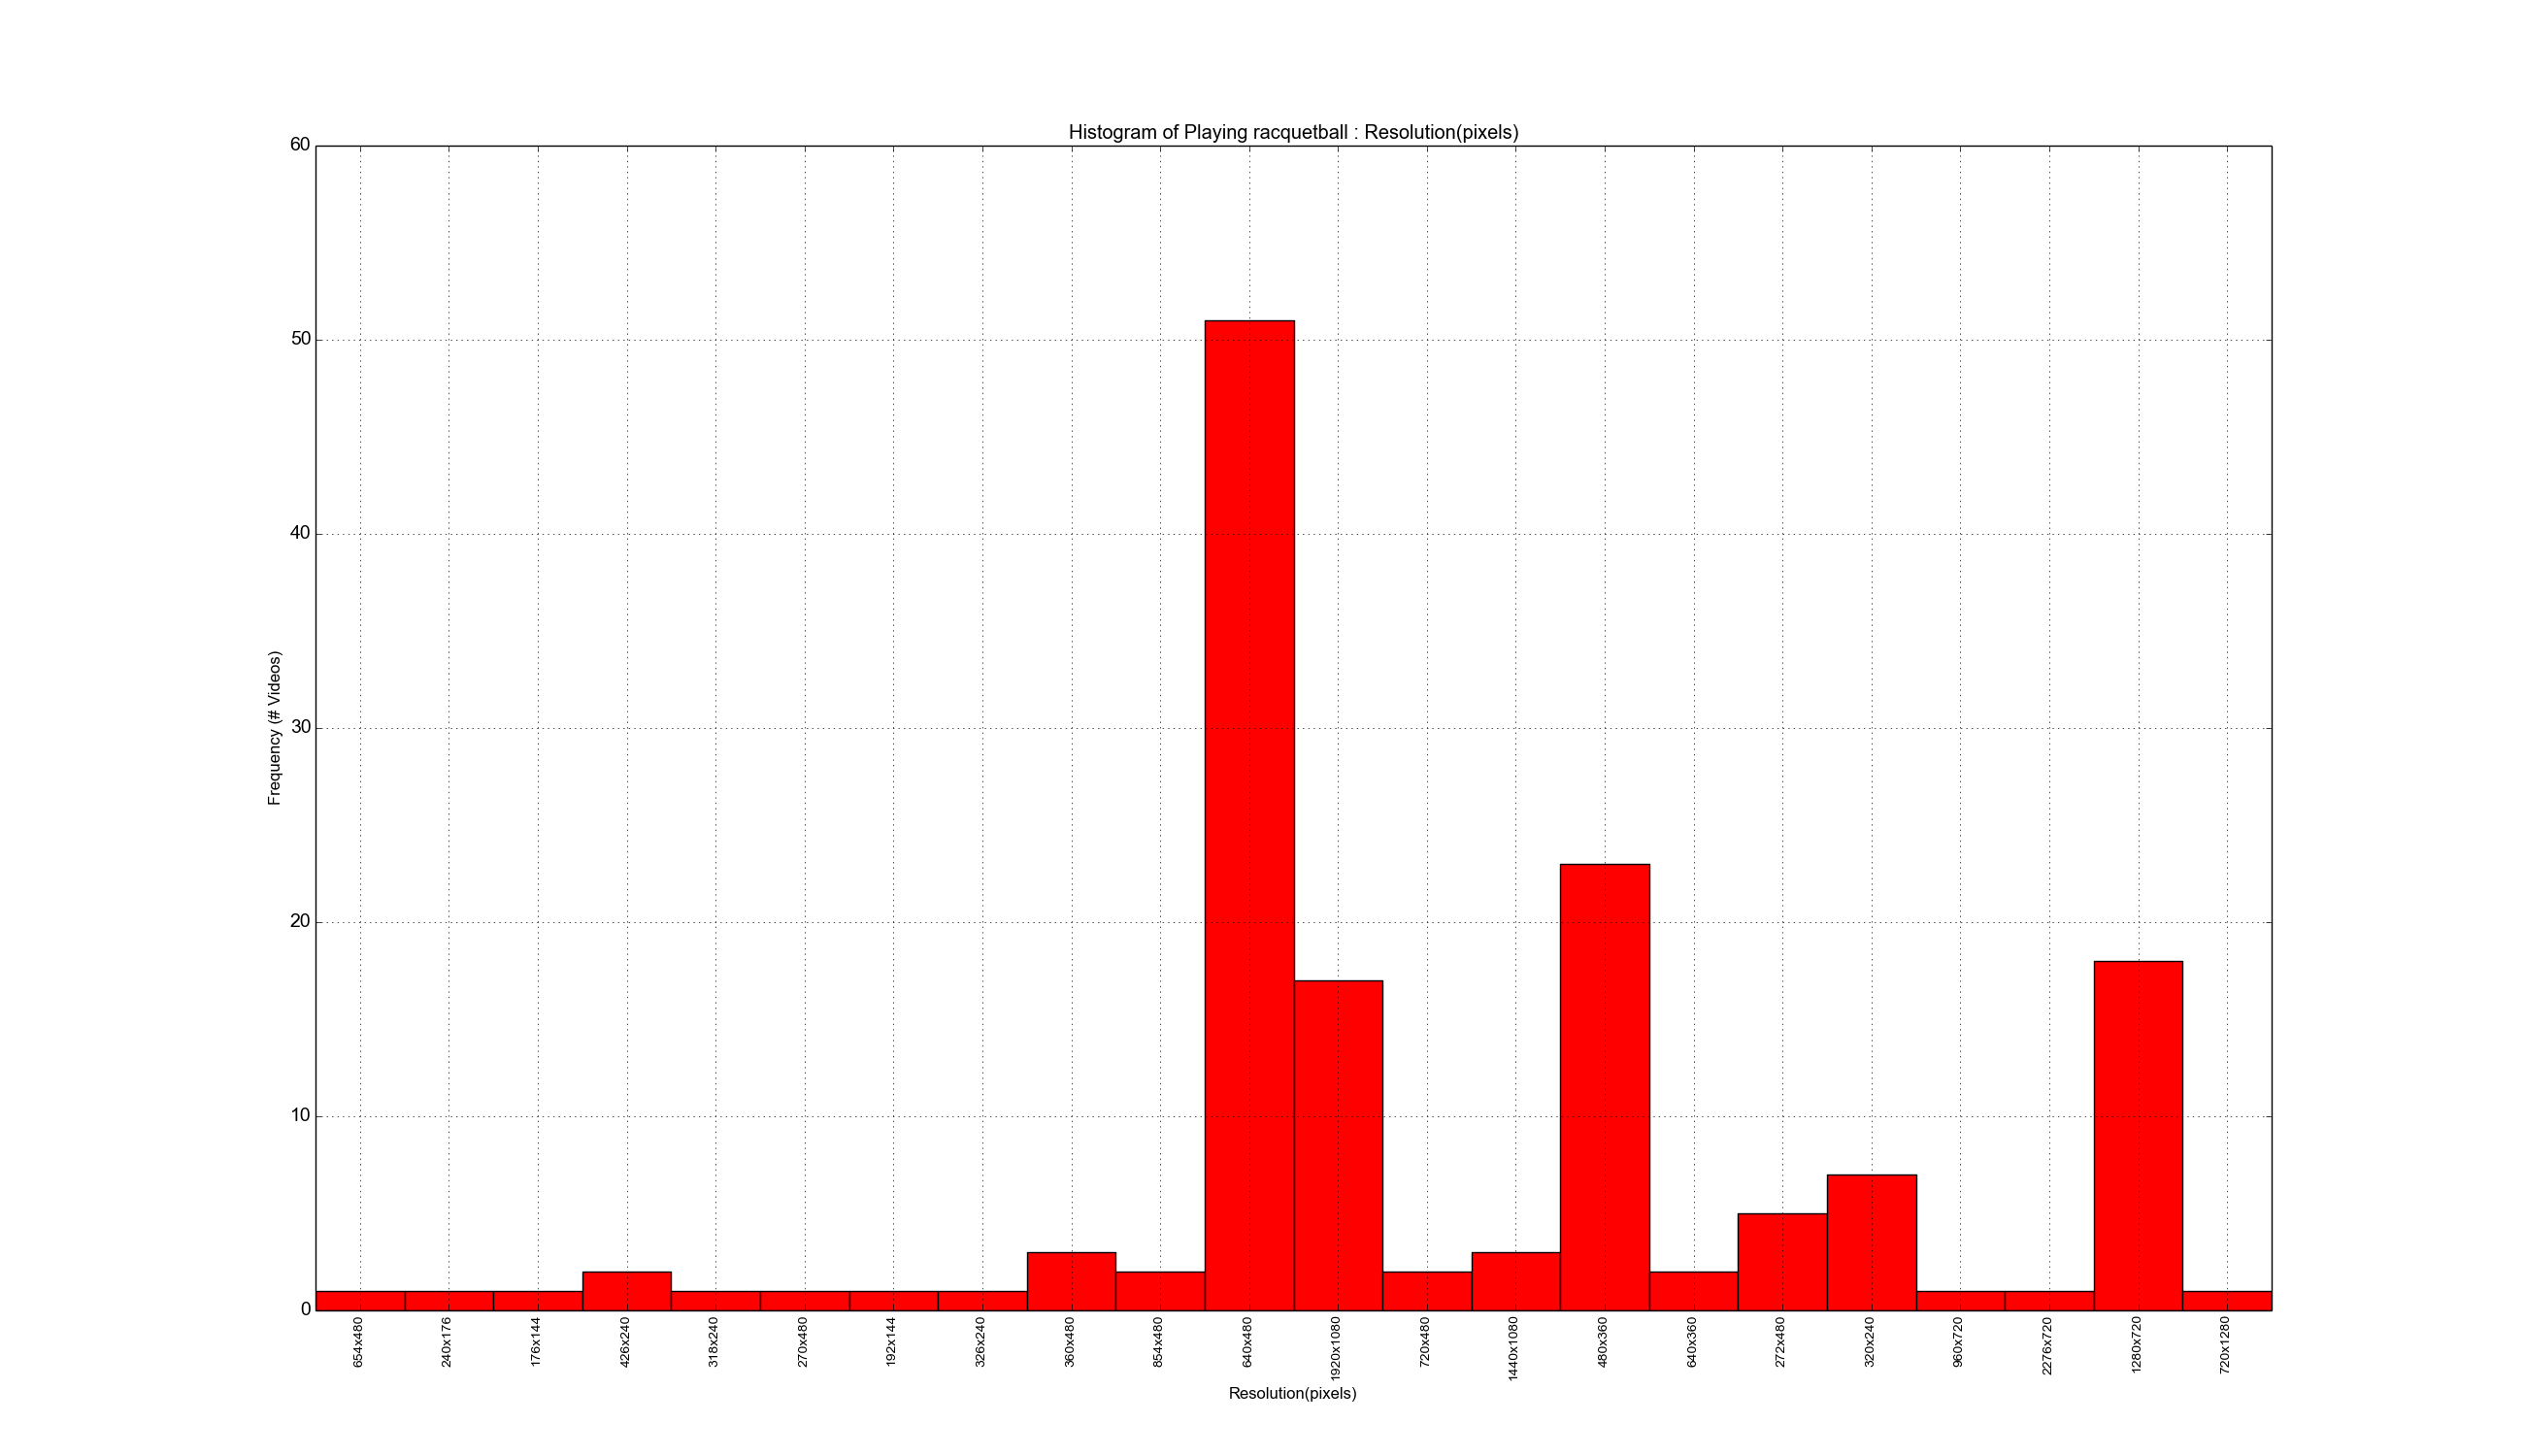 Histogram of Playing racquetball : Resolution(pixels)
60
50
40
30
20
10
0
Frequency (# Videos)
654x480
240x176
176x144
426x240
318x240
270x480
192x144
326x240
360x480
854x480
640x480
1920x1080
720x480
1440x1080
480x360
640x360
272x480
320x240
960x720
2276x720
1280x720
720x1280
Resolution(pixels)